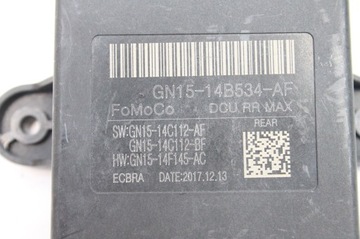 GN15-14B534-AF
FoMoCo DCU RR MAX
SW:GN15-14C112-AF REAR
GN15-14C112-BF
HW:GN15-14F145-AC
ECBRA DATE:2017.12.13